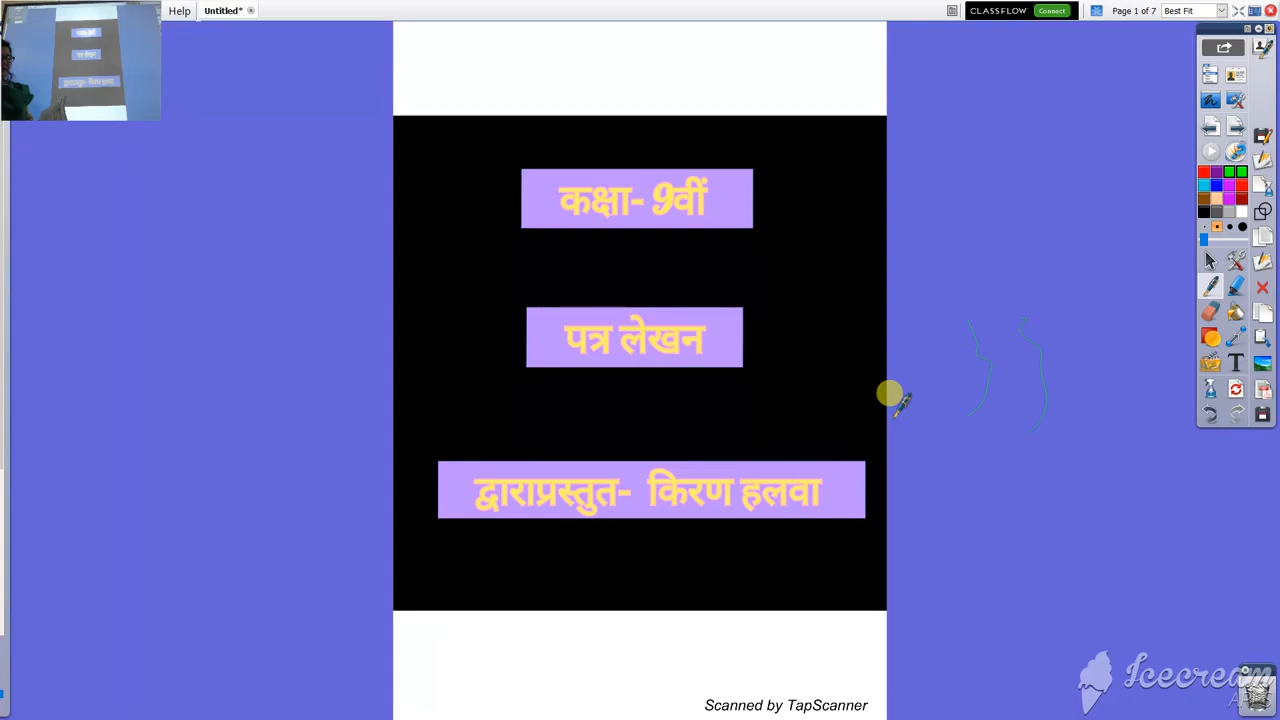 Help
Untitled*
CLASSFLOW Connect
Page 1 of 7
Best Fit
कक्षा- 9वीं
पत्र लेखन
द्वाराप्रस्तुत- किरण हलवा
Scanned by TapScanner
Icecream
APPS